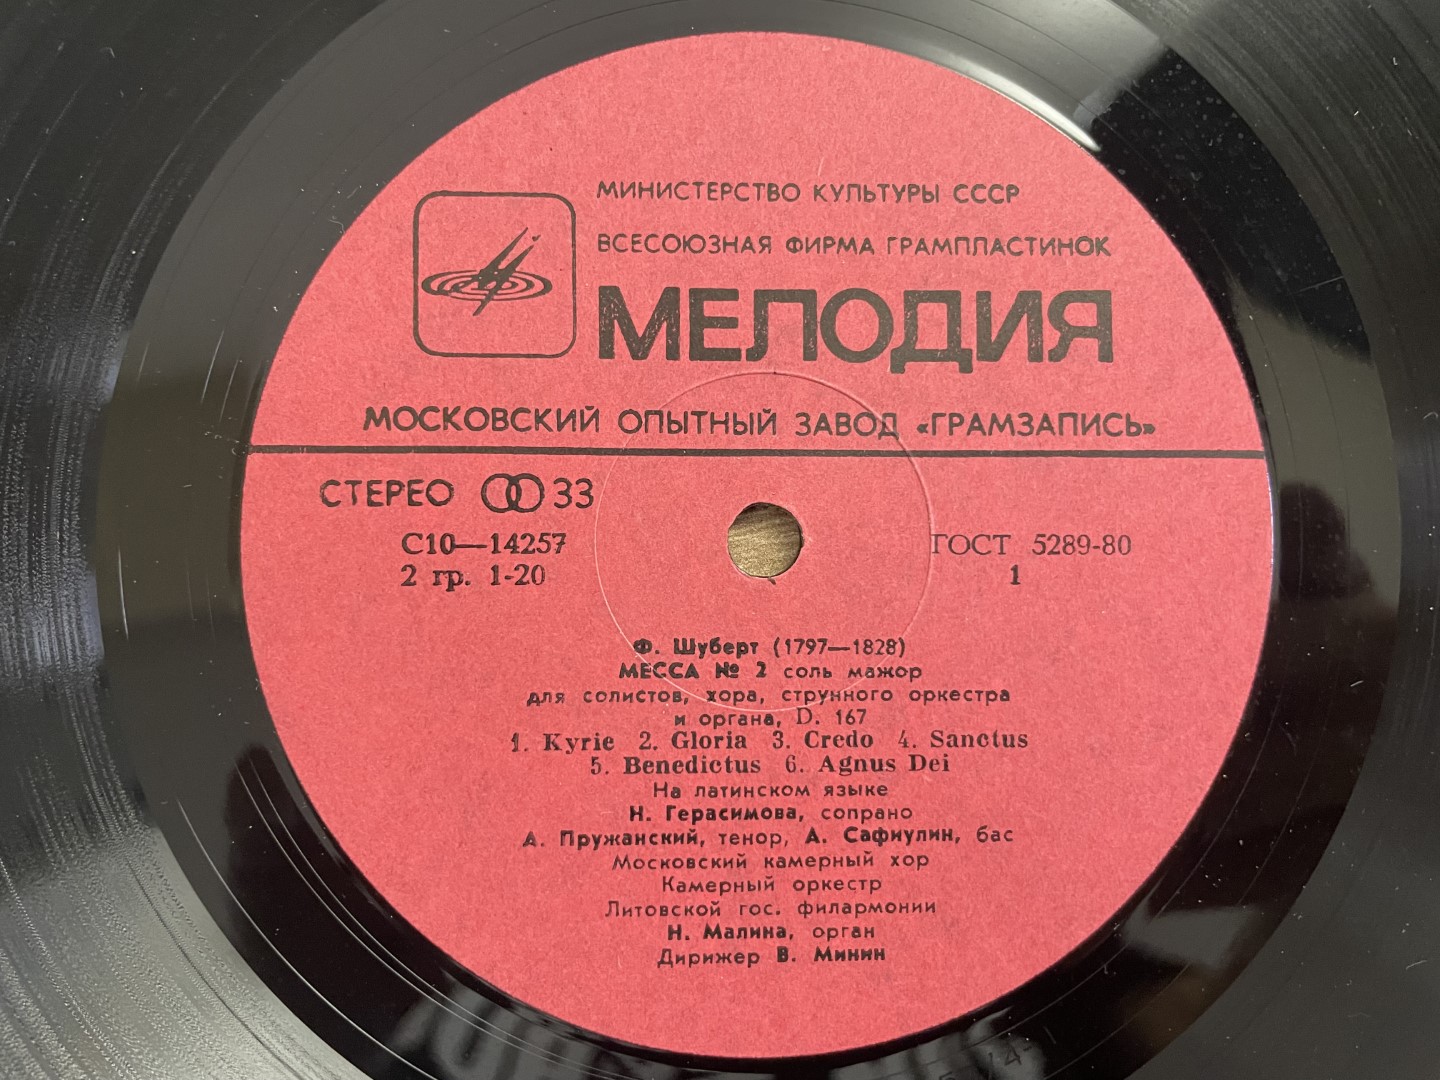 МИНИСТЕРСТВО КУЛЬТУРЫ СССР
ВСЕСОЮЗНАЯ ФИРМА ГРАМПЛАСТИНОК
МЕЛОДИЯ
МОСКОВСКИЙ ОПЫТНЫЙ ЗАВОД «ГРАМЗАПИСЬ»
СТЕРЕО 33
С10—14257 ГОСТ 5289-80
2 гр. 1-20 1
Ф. Шуберт (1797—1828)
МЕССА № 2 соль мажор
для солистов, хора, струнного оркестра
и органа, D. 167
1. Kyrie 2. Gloria 3. Credo 4. Sanctus
5. Benedictus 6. Agnus Dei
На латинском языке
Н. Герасимова, сопрано
А. Пружанский, тенор, А. Сафиулин, бас
Московский камерный хор
Камерный оркестр
Литовской гос. филармонии
Н. Малина, орган
Дирижер В. Минин